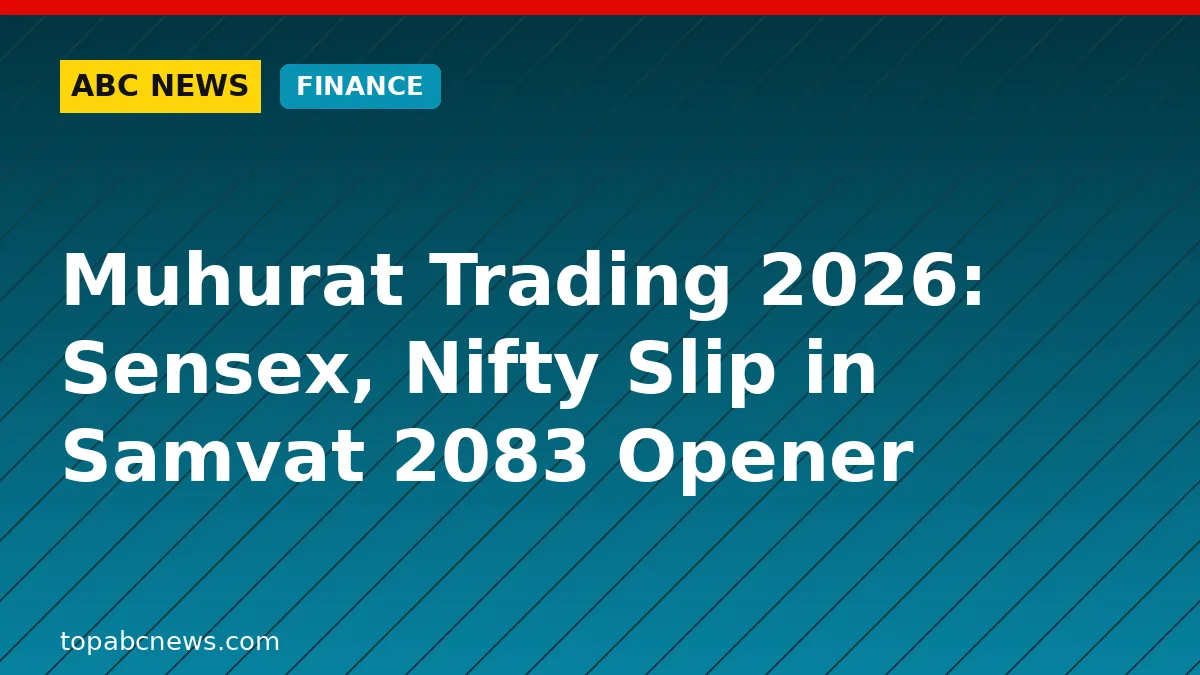 ABC NEWS
FINANCE
Muhurat Trading 2026:
Sensex, Nifty Slip in
Samvat 2083 Opener
topabcnews.com